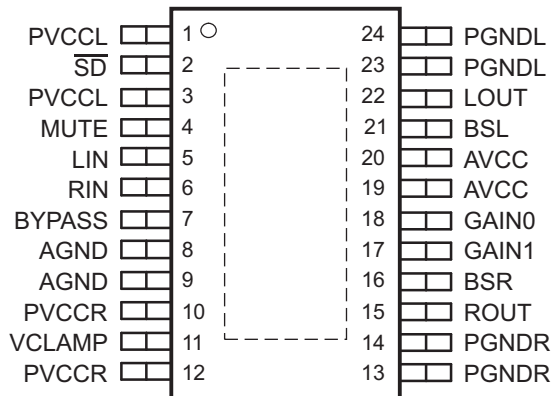 PVCCL 1 24 PGNDL
S̅D̅ 2 23 PGNDL
PVCCL 3 22 LOUT
MUTE 4 21 BSL
LIN 5 20 AVCC
RIN 6 19 AVCC
BYPASS 7 18 GAIN0
AGND 8 17 GAIN1
AGND 9 16 BSR
PVCCR 10 15 ROUT
VCLAMP 11 14 PGNDR
PVCCR 12 13 PGNDR